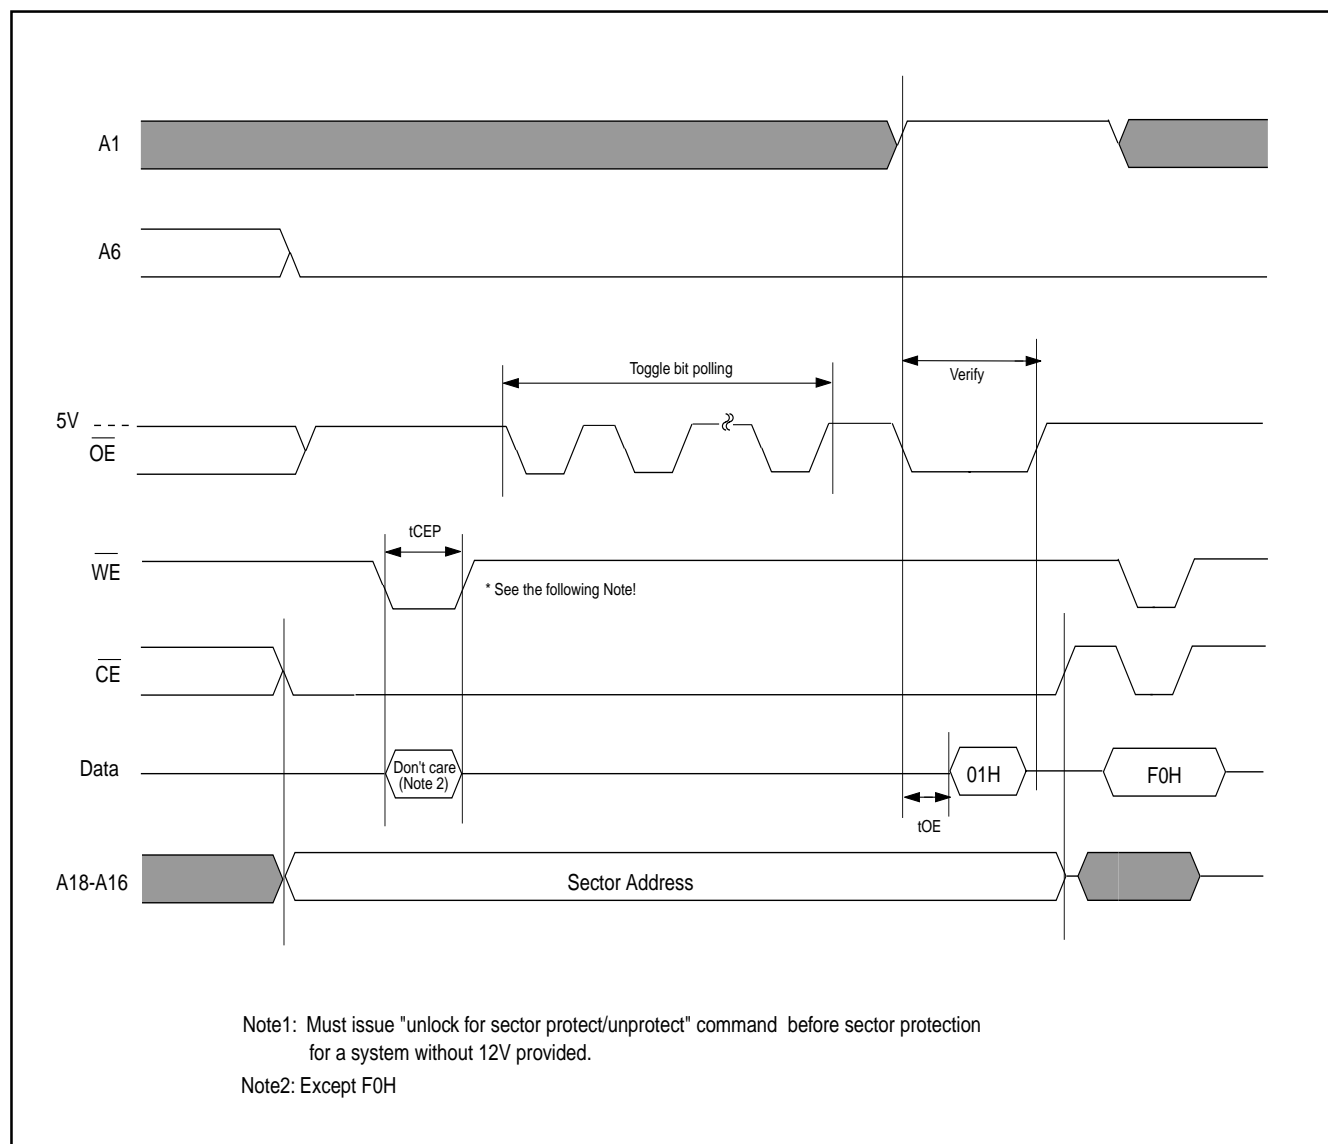 A1
A6
Toggle bit polling
Verify
5V
OE
tCEP
WE
* See the following Note!
CE
Data
Don't care
(Note 2)
01H
F0H
tOE
A18-A16
Sector Address
Note1: Must issue "unlock for sector protect/unprotect" command before sector protection
for a system without 12V provided.
Note2: Except F0H